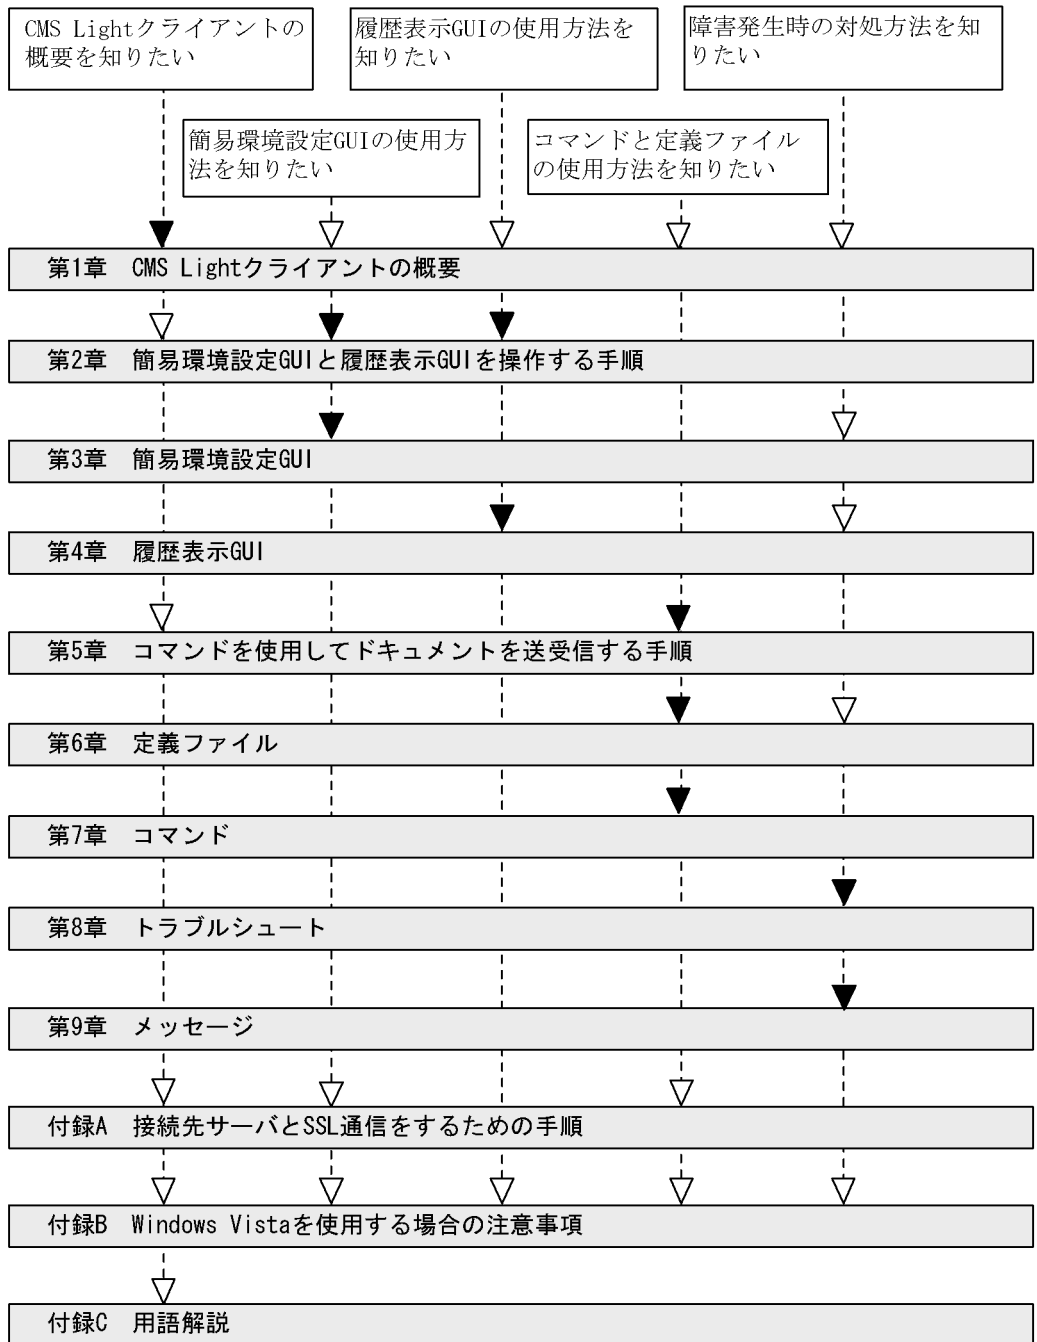 CMS Lightクライアントの
概要を知りたい
履歴表示GUIの使用方法を
知りたい
障害発生時の対処方法を知
りたい
簡易環境設定GUIの使用方
法を知りたい
コマンドと定義ファイル
の使用方法を知りたい
第1章 CMS Lightクライアントの概要
第2章 簡易環境設定GUIと履歴表示GUIを操作する手順
第3章 簡易環境設定GUI
第4章 履歴表示GUI
第5章 コマンドを使用してドキュメントを送受信する手順
第6章 定義ファイル
第7章 コマンド
第8章 トラブルシュート
第9章 メッセージ
付録A 接続先サーバとSSL通信をするための手順
付録B Windows Vistaを使用する場合の注意事項
付録C 用語解説